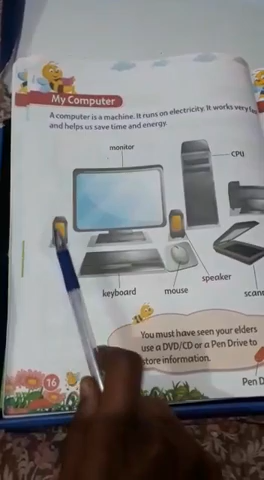 My Computer
A computer is a machine. It runs on electricity. It works very
and helps us save time and energy.
monitor
CPU
speaker
keyboard
mouse
You must have seen your elders
use a DVD/CD or a Pen Drive to
store information.
16
Pen